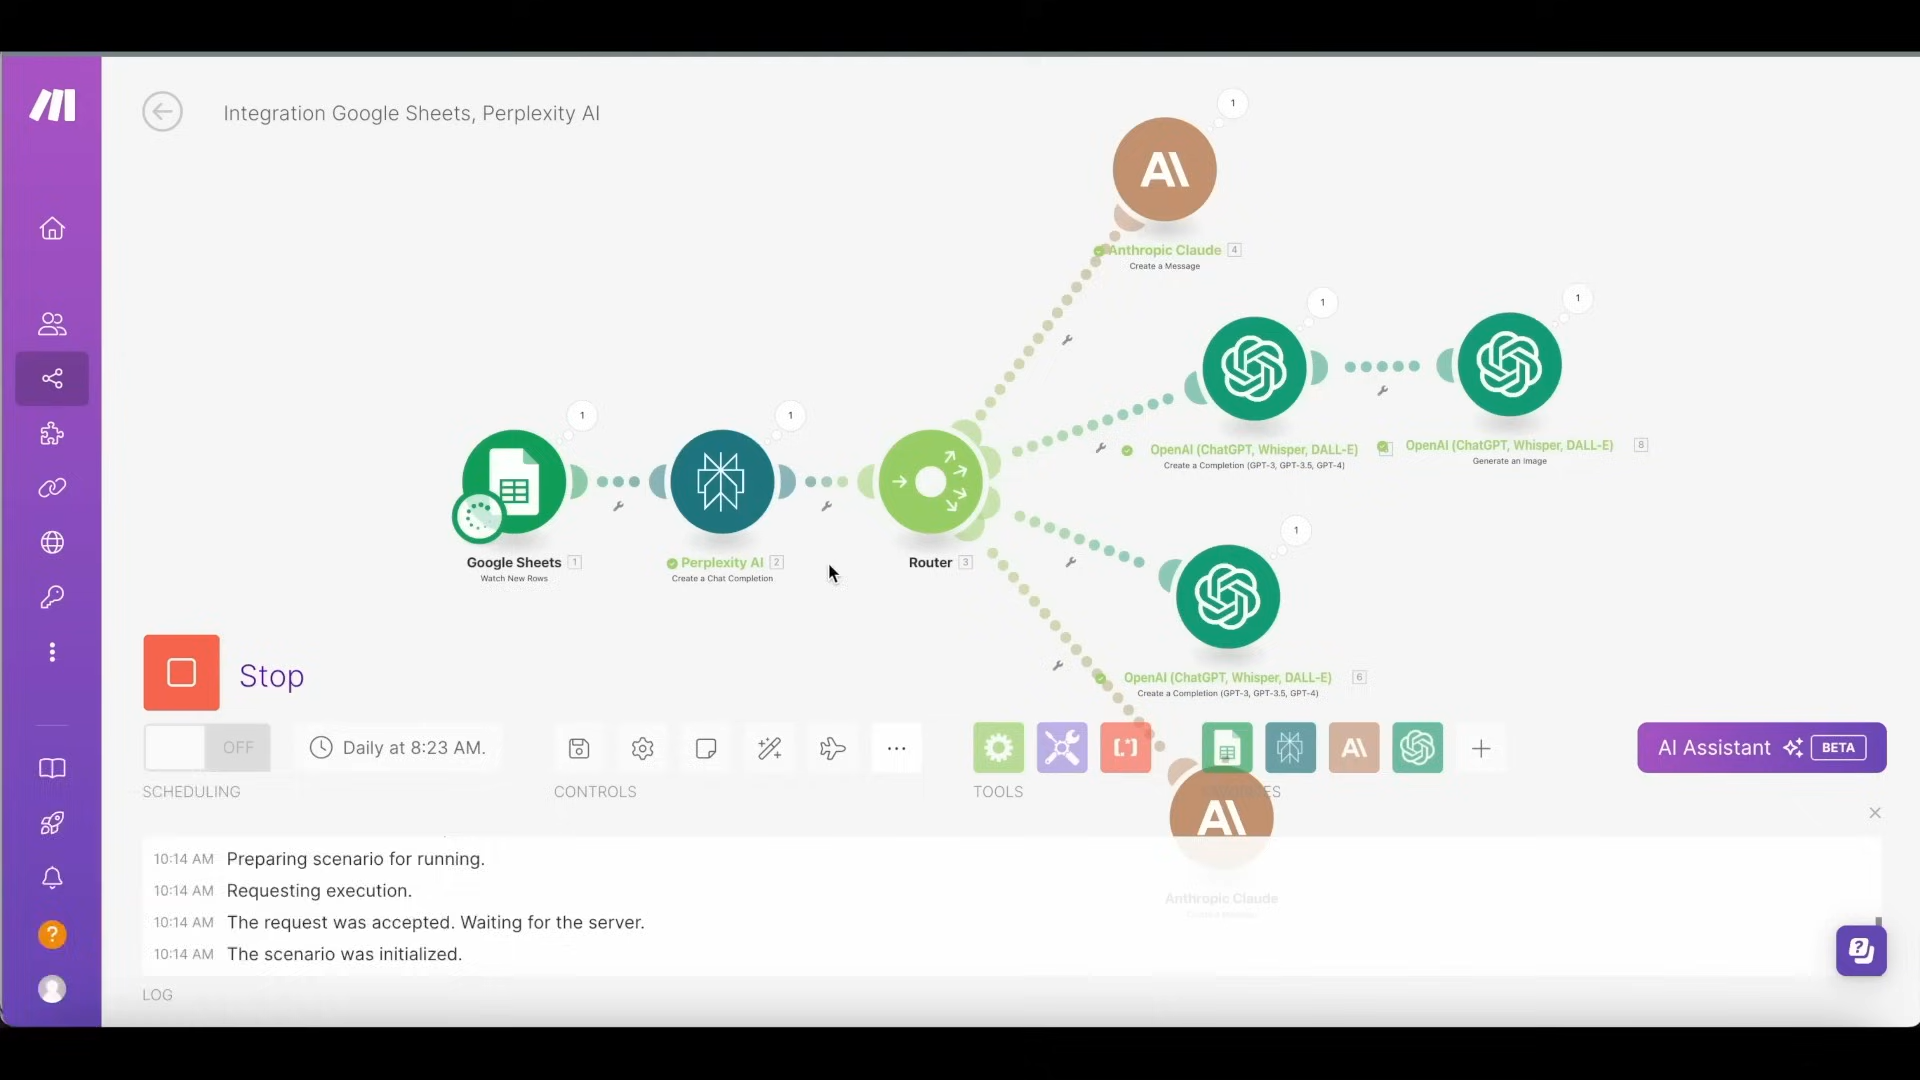 Integration Google Sheets, Perplexity AI
1
Anthropic Claude 4
Create a Message
1
1
OpenAI (ChatGPT, Whisper, DALL-E)
Create a Completion (GPT-3, GPT-3.5, GPT-4)
OpenAI (ChatGPT, Whisper, DALL-E) 8
Generate an Image
1
1
Google Sheets 1
Watch New Rows
Perplexity AI 2
Create a Chat Completion
Router 3
1
OpenAI (ChatGPT, Whisper, DALL-E) 6
Create a Completion (GPT-3, GPT-3.5, GPT-4)
Stop
OFF
Daily at 8:23 AM.
AI Assistant BETA
SCHEDULING
CONTROLS
TOOLS
10:14 AM Preparing scenario for running.
10:14 AM Requesting execution.
10:14 AM The request was accepted. Waiting for the server.
10:14 AM The scenario was initialized.
Anthropic Claude
LOG